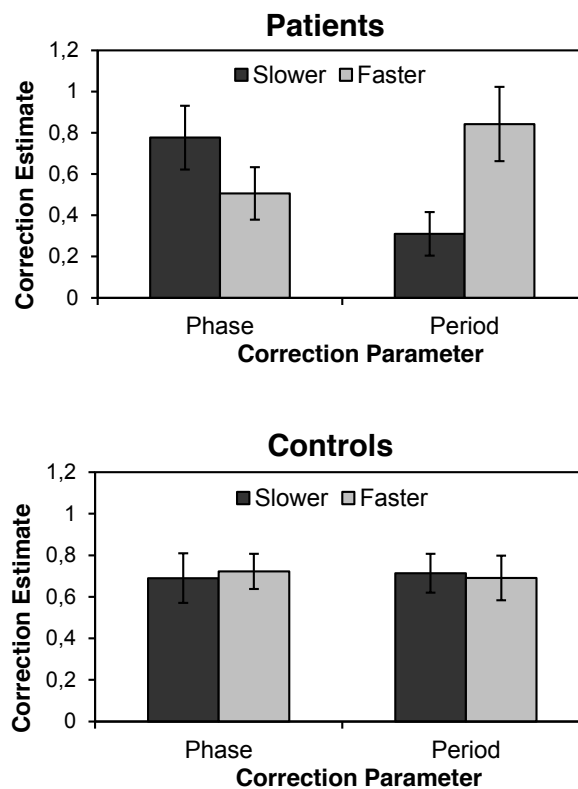 Patients
1,2
1
0,8
0,6
0,4
0,2
0
Correction Estimate
Slower Faster
Phase Period
Correction Parameter
Controls
1,2
1
0,8
0,6
0,4
0,2
0
Correction Estimate
Slower Faster
Phase Period
Correction Parameter